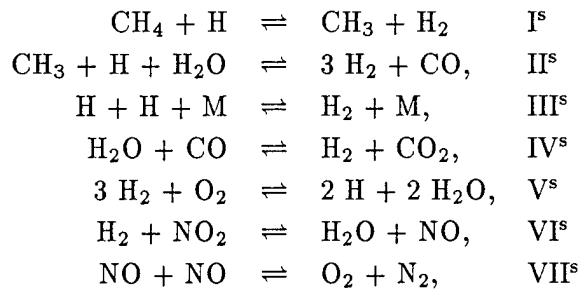 CH₄ + H ⇌ CH₃ + H₂ Iˢ
CH₃ + H + H₂O ⇌ 3 H₂ + CO, IIˢ
H + H + M ⇌ H₂ + M, IIIˢ
H₂O + CO ⇌ H₂ + CO₂, IVˢ
3 H₂ + O₂ ⇌ 2 H + 2 H₂O, Vˢ
H₂ + NO₂ ⇌ H₂O + NO, VIˢ
NO + NO ⇌ O₂ + N₂, VIIˢ